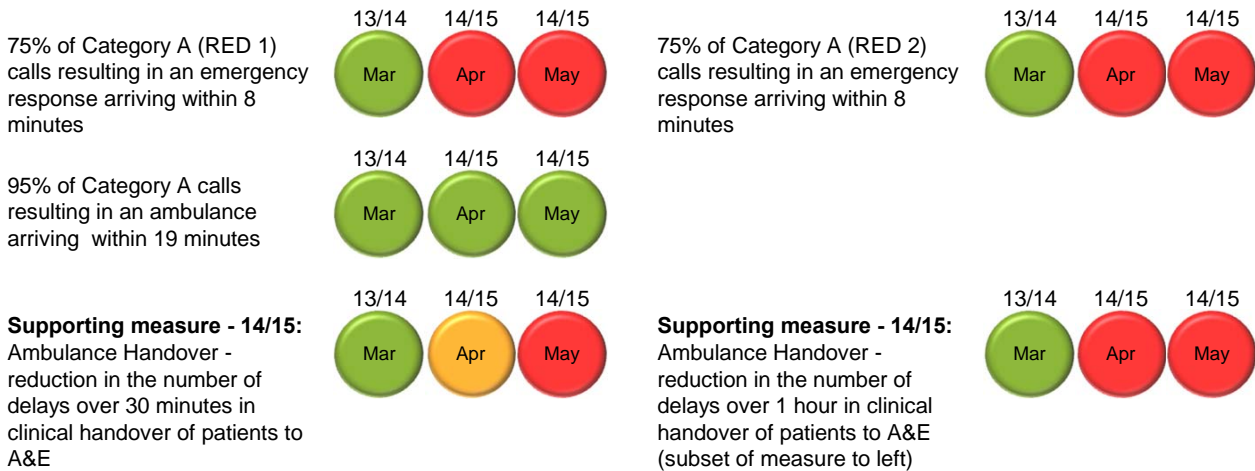 13/14 14/15 14/15
75% of Category A (RED 1)
calls resulting in an emergency
response arriving within 8
minutes
Mar Apr May
13/14 14/15 14/15
75% of Category A (RED 2)
calls resulting in an emergency
response arriving within 8
minutes
Mar Apr May
13/14 14/15 14/15
95% of Category A calls
resulting in an ambulance
arriving within 19 minutes
Mar Apr May
13/14 14/15 14/15
Supporting measure - 14/15:
Ambulance Handover -
reduction in the number of
delays over 30 minutes in
clinical handover of patients to
A&E
Mar Apr May
13/14 14/15 14/15
Supporting measure - 14/15:
Ambulance Handover -
reduction in the number of
delays over 1 hour in clinical
handover of patients to A&E
(subset of measure to left)
Mar Apr May